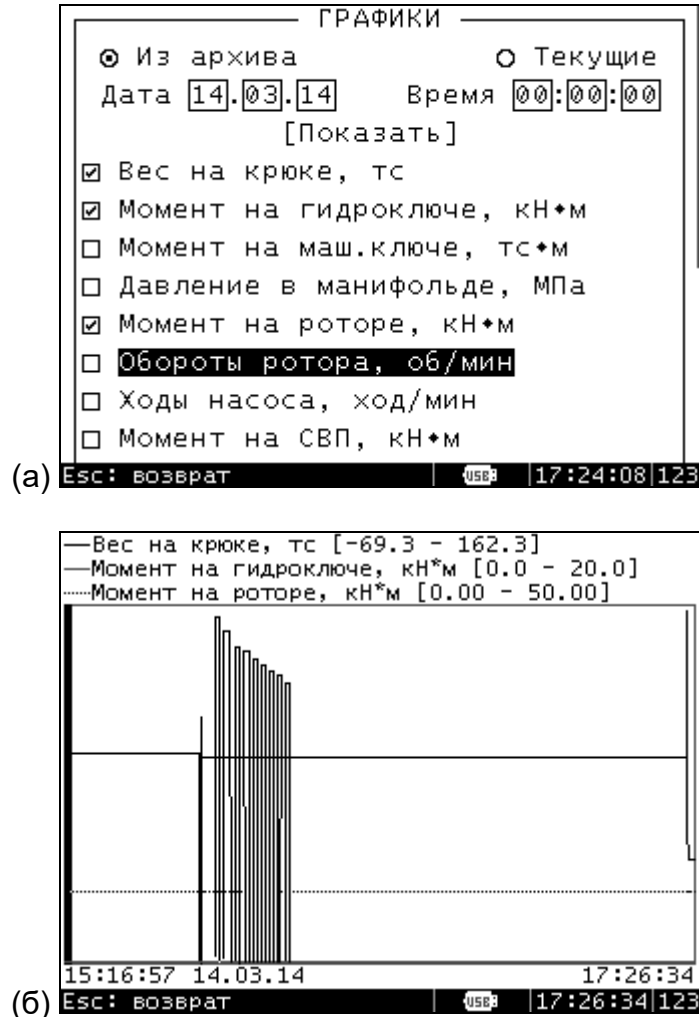 ГРАФИКИ
Из архива Текущие
Дата 14.03.14 Время 00:00:00
[Показать]
Вес на крюке, тс
Момент на гидроключе, кН•м
Момент на маш.ключе, тс•м
Давление в манифольде, МПа
Момент на роторе, кН•м
Обороты ротора, об/мин
Ходы насоса, ход/мин
Момент на СВП, кН•м
(а) Esc: возврат USB 17:24:08 123
Вес на крюке, тс [-69.3 - 162.3]
Момент на гидроключе, кН*м [0.0 - 20.0]
Момент на роторе, кН*м [0.00 - 50.00]
15:16:57 14.03.14 17:26:34
(б) Esc: возврат USB 17:26:34 123